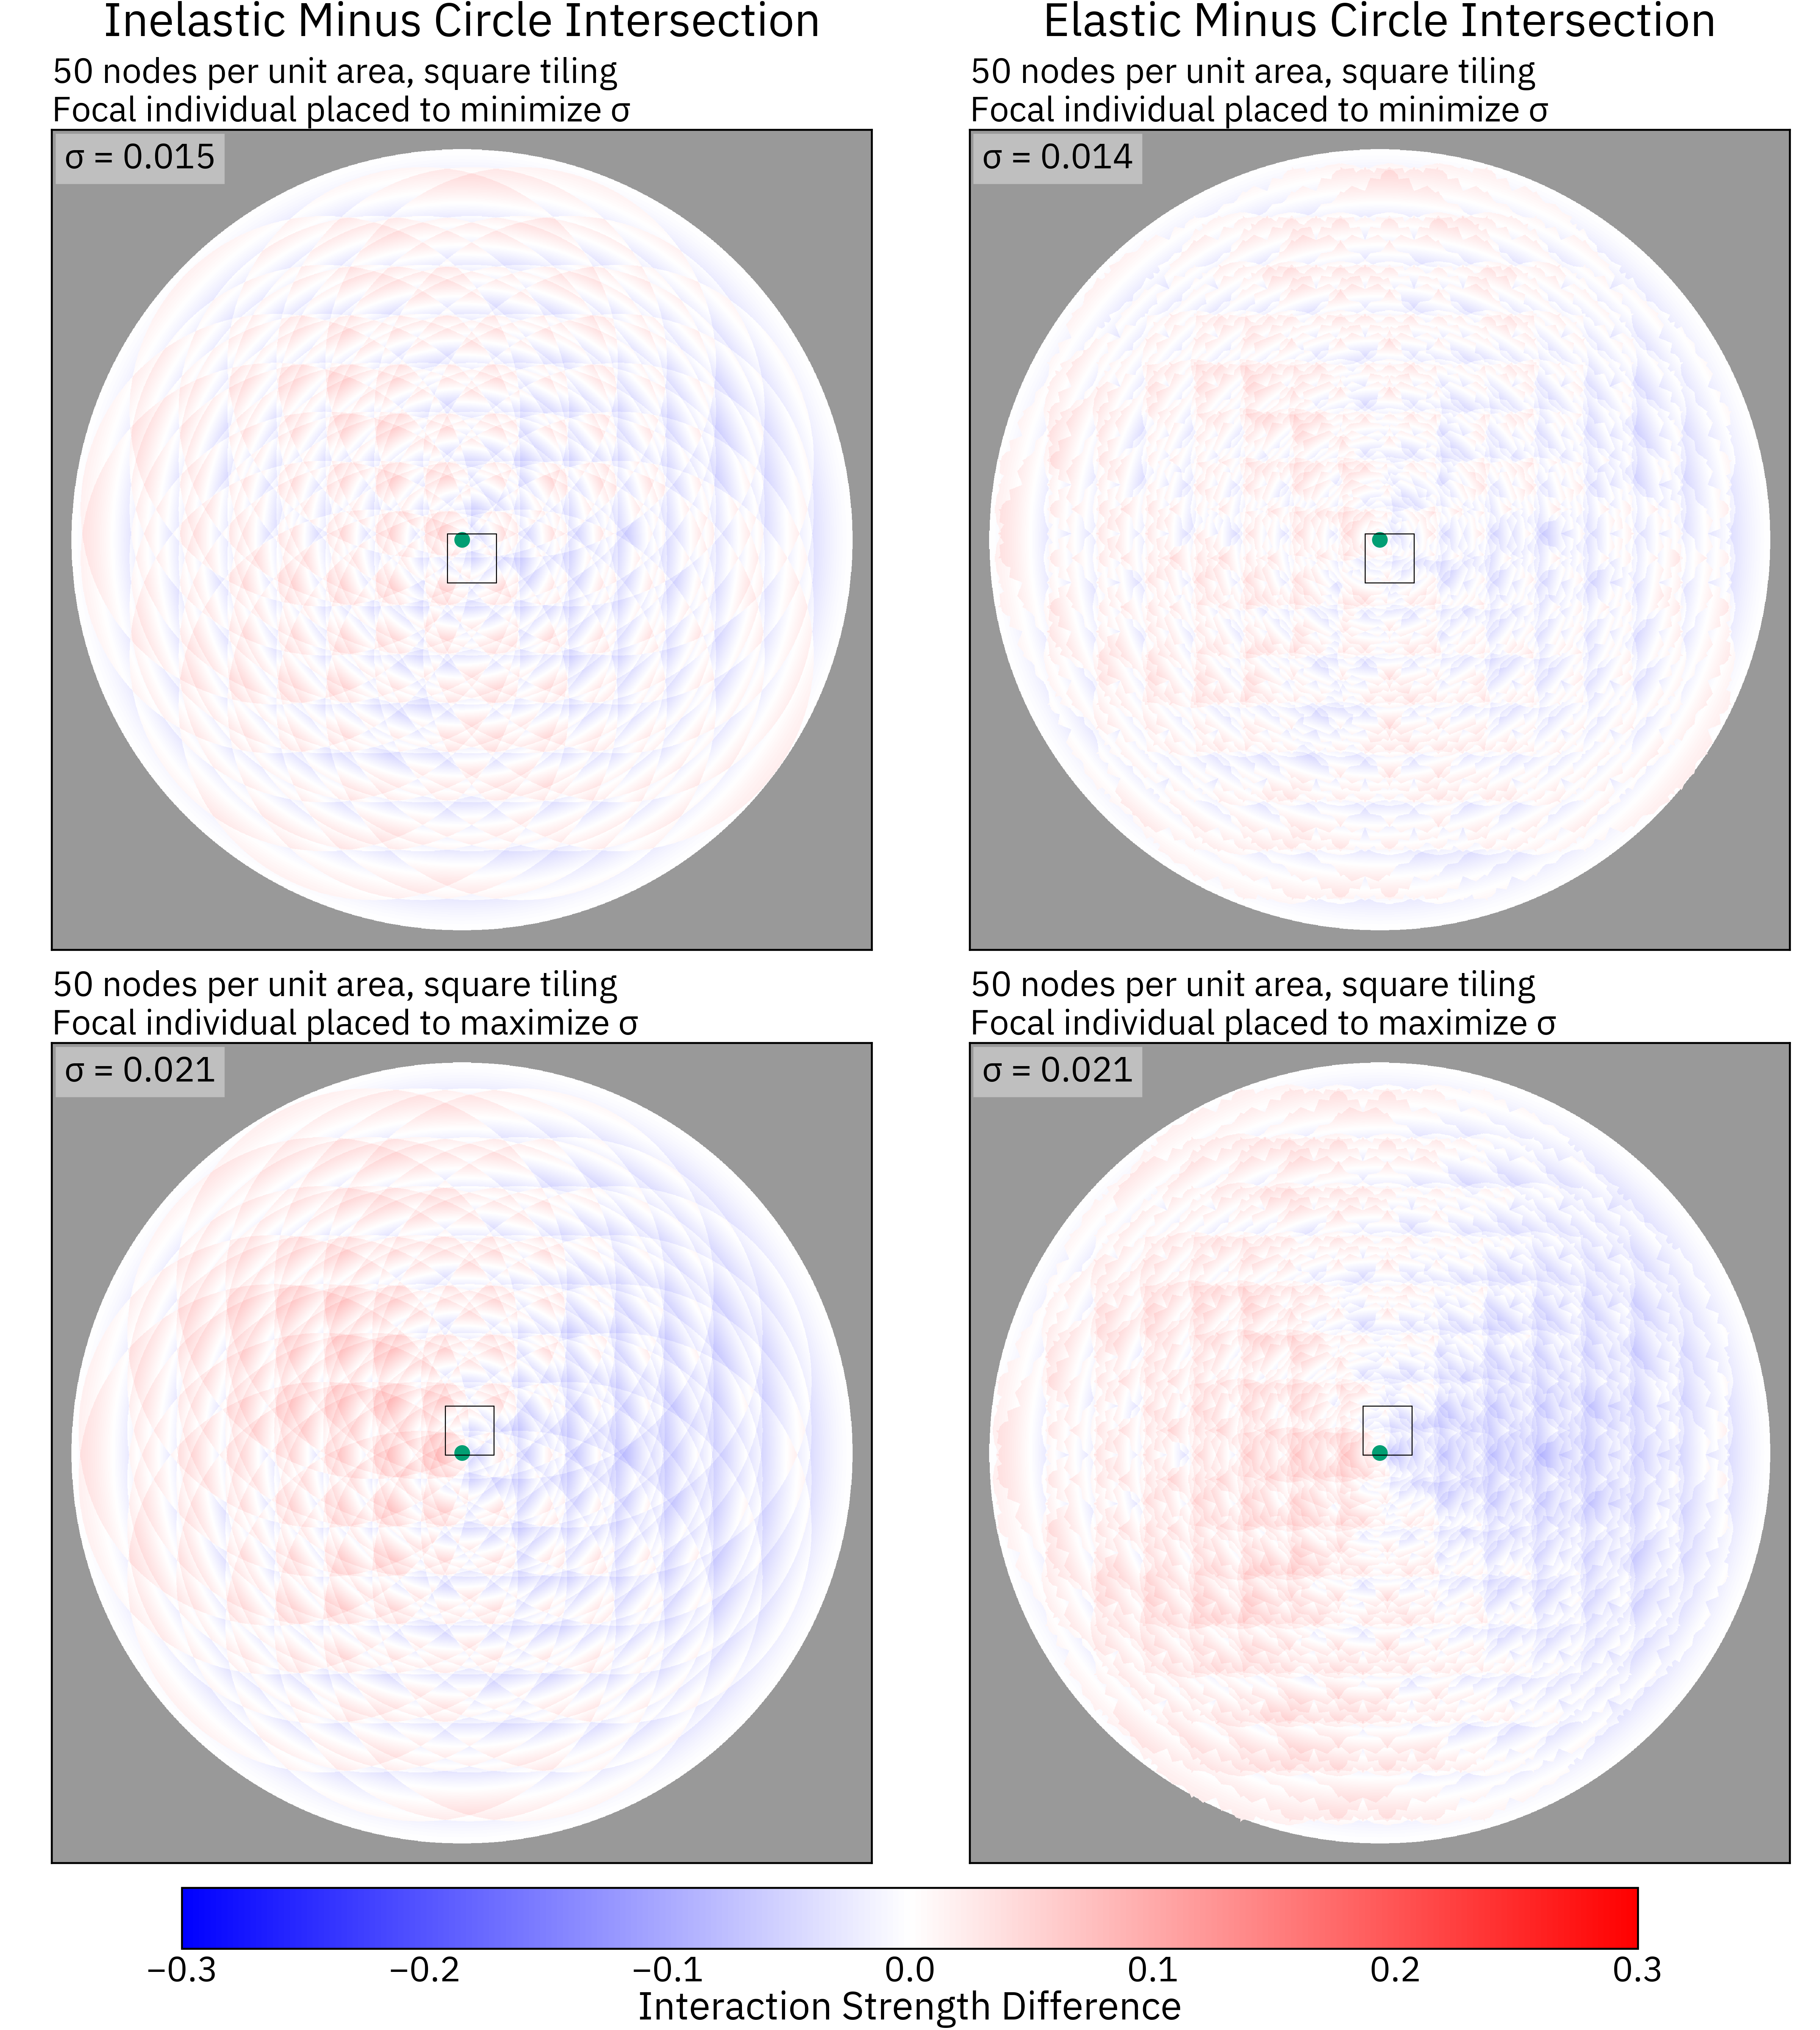 Inelastic Minus Circle Intersection
50 nodes per unit area, square tiling
Focal individual placed to minimize σ
σ = 0.015
Elastic Minus Circle Intersection
50 nodes per unit area, square tiling
Focal individual placed to minimize σ
σ = 0.014
50 nodes per unit area, square tiling
Focal individual placed to maximize σ
σ = 0.021
50 nodes per unit area, square tiling
Focal individual placed to maximize σ
σ = 0.021
−0.3 −0.2 −0.1 0.0 0.1 0.2 0.3
Interaction Strength Difference